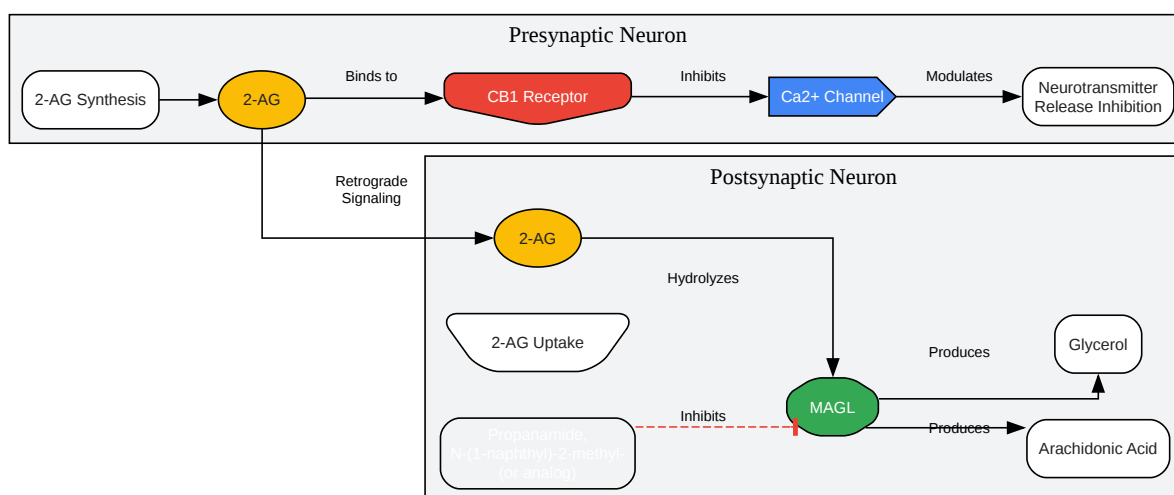 Presynaptic Neuron
2-AG Synthesis
2-AG
Binds to
CB1 Receptor
Inhibits
Ca2+ Channel
Modulates
Neurotransmitter
Release Inhibition
Retrograde
Signaling
Postsynaptic Neuron
2-AG
Hydrolyzes
2-AG Uptake
Produces
Glycerol
MAGL
Inhibits
Propanamide,
N-(1-naphthyl)-2-methyl-
(or analog)
Produces
Arachidonic Acid